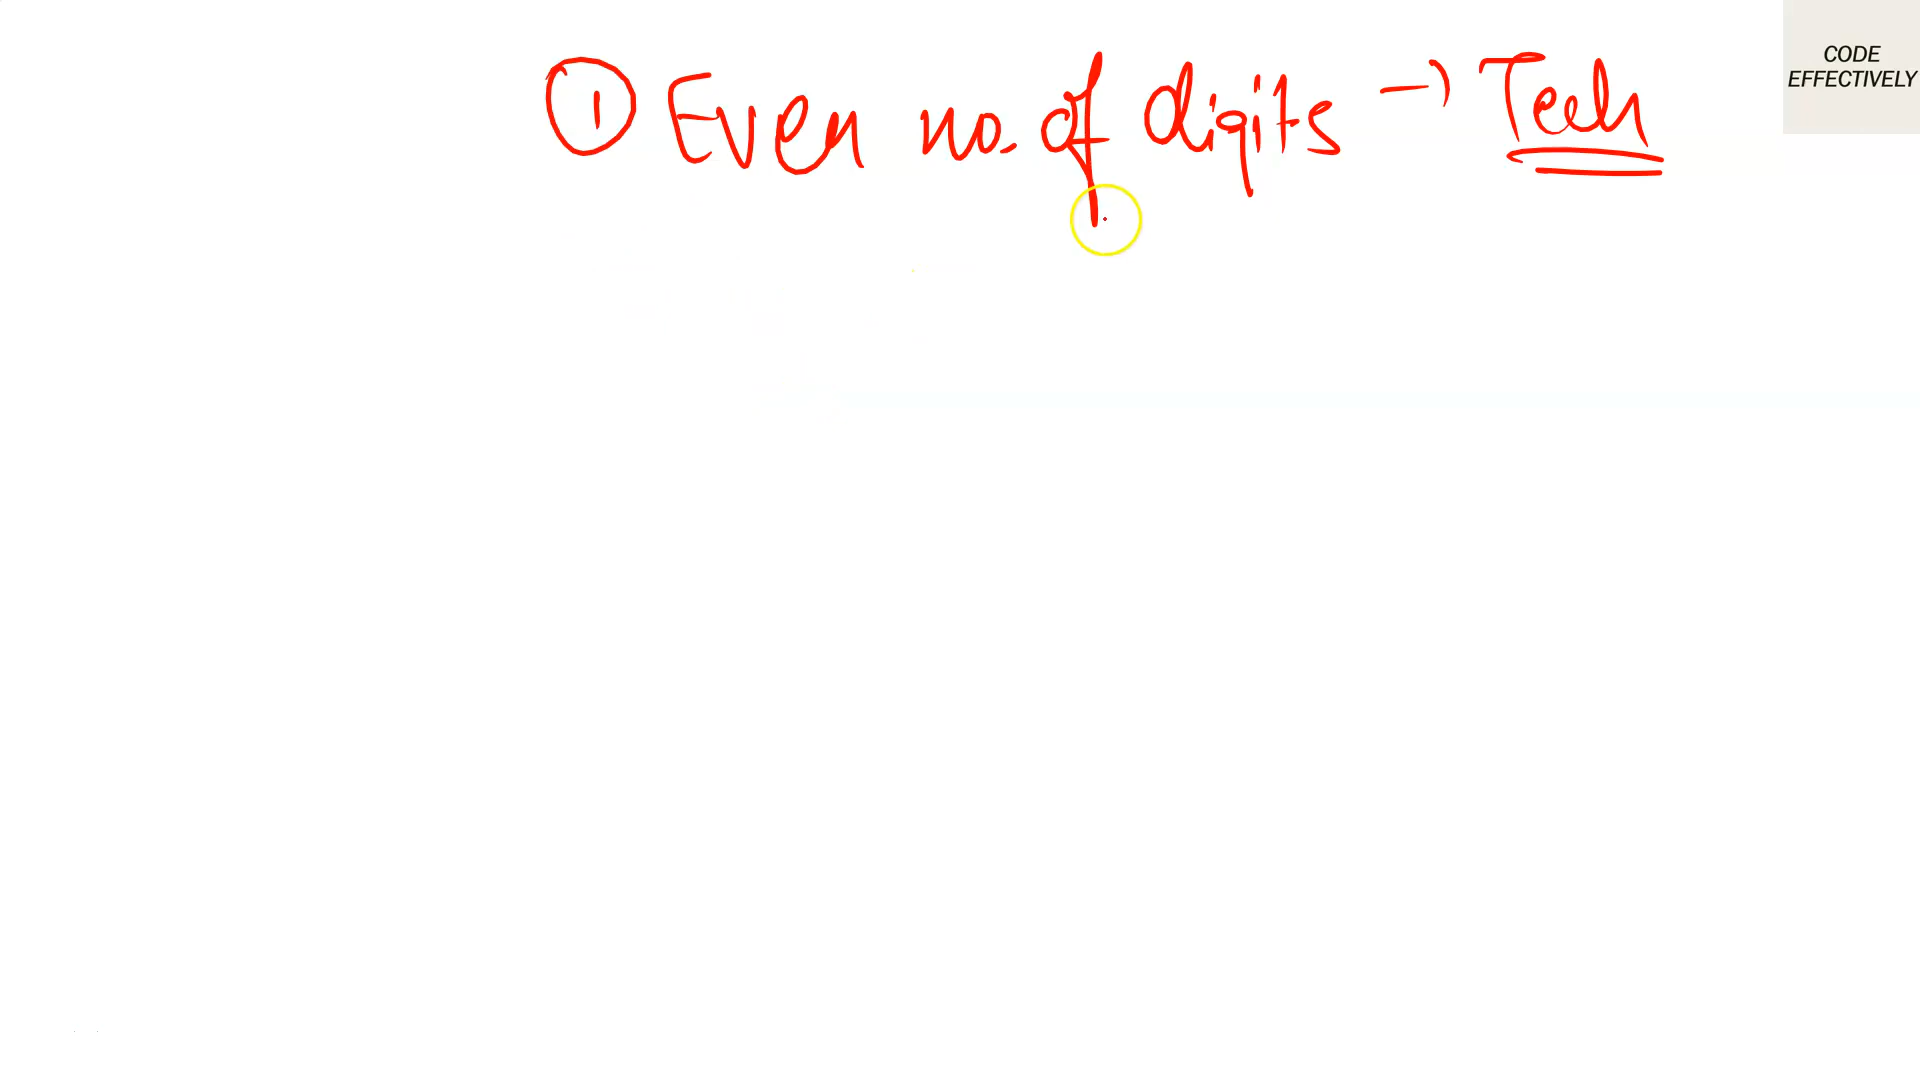 ① Even no. of digits → Tech
CODE
EFFECTIVELY